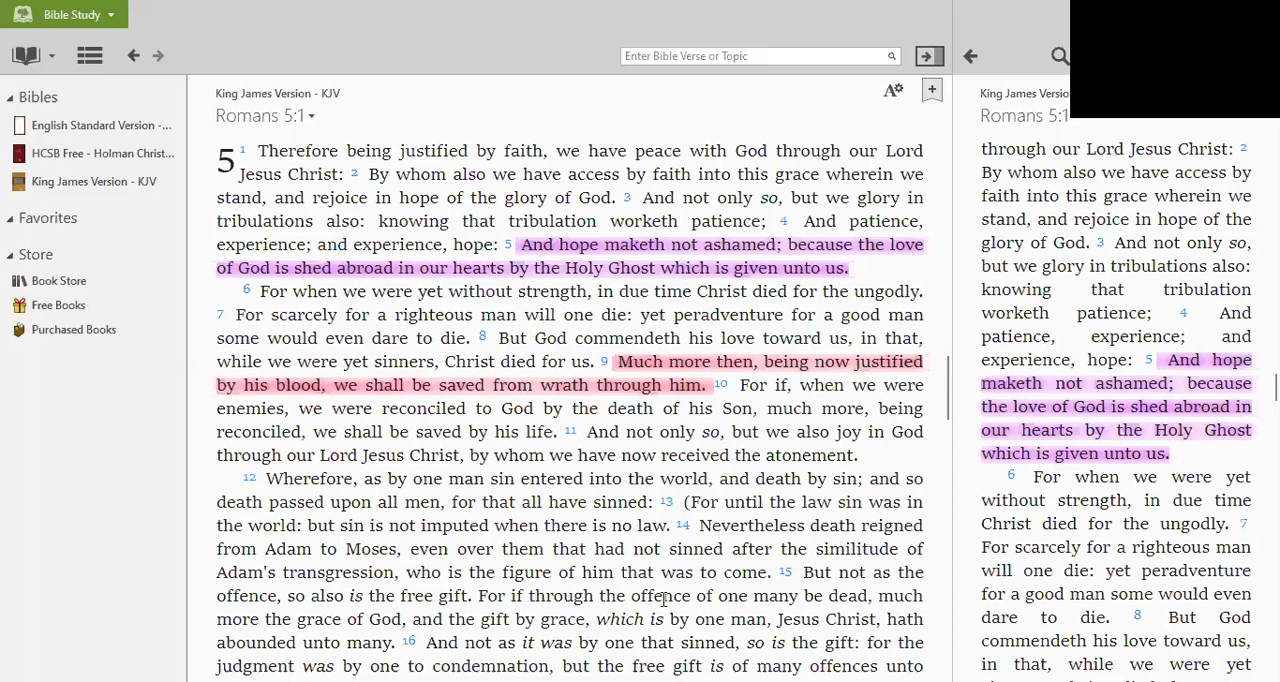 Bible Study
Enter Bible Verse or Topic
Bibles
English Standard Version -...
HCSB Free - Holman Christ...
King James Version - KJV
Favorites
Store
Book Store
Free Books
Purchased Books
King James Version - KJV
Romans 5:1
A
5 1 Therefore being justified by faith, we have peace with God through our Lord
Jesus Christ: 2 By whom also we have access by faith into this grace wherein we
stand, and rejoice in hope of the glory of God. 3 And not only so, but we glory in
tribulations also: knowing that tribulation worketh patience; 4 And patience,
experience; and experience, hope: 5 And hope maketh not ashamed; because the love
of God is shed abroad in our hearts by the Holy Ghost which is given unto us.
6 For when we were yet without strength, in due time Christ died for the ungodly.
7 For scarcely for a righteous man will one die: yet peradventure for a good man
some would even dare to die. 8 But God commendeth his love toward us, in that,
while we were yet sinners, Christ died for us. 9 Much more then, being now justified
by his blood, we shall be saved from wrath through him. 10 For if, when we were
enemies, we were reconciled to God by the death of his Son, much more, being
reconciled, we shall be saved by his life. 11 And not only so, but we also joy in God
through our Lord Jesus Christ, by whom we have now received the atonement.
12 Wherefore, as by one man sin entered into the world, and death by sin; and so
death passed upon all men, for that all have sinned: 13 (For until the law sin was in
the world: but sin is not imputed when there is no law. 14 Nevertheless death reigned
from Adam to Moses, even over them that had not sinned after the similitude of
Adam's transgression, who is the figure of him that was to come. 15 But not as the
offence, so also is the free gift. For if through the offence of one many be dead, much
more the grace of God, and the gift by grace, which is by one man, Jesus Christ, hath
abounded unto many. 16 And not as it was by one that sinned, so is the gift: for the
judgment was by one to condemnation, but the free gift is of many offences unto
King James Versio
Romans 5:1
through our Lord Jesus Christ: 2
By whom also we have access by
faith into this grace wherein we
stand, and rejoice in hope of the
glory of God. 3 And not only so,
but we glory in tribulations also:
knowing that tribulation
worketh patience; 4 And
patience, experience; and
experience, hope: 5 And hope
maketh not ashamed; because
the love of God is shed abroad in
our hearts by the Holy Ghost
which is given unto us.
6 For when we were yet
without strength, in due time
Christ died for the ungodly. 7
For scarcely for a righteous man
will one die: yet peradventure
for a good man some would even
dare to die. 8 But God
commendeth his love toward us,
in that, while we were yet